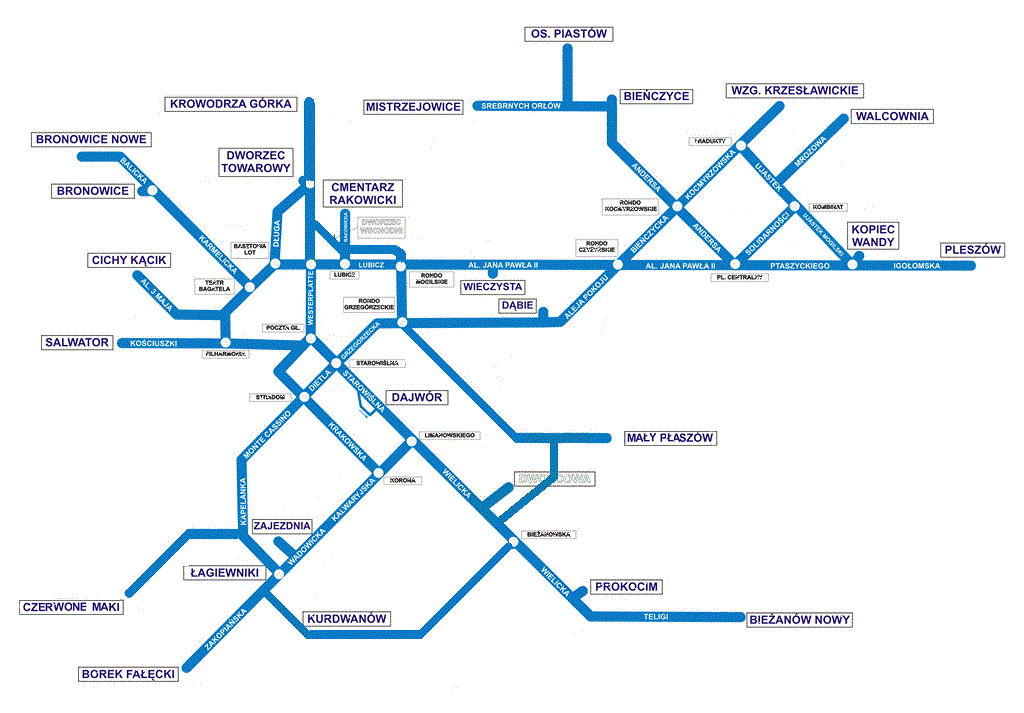 OS. PIASTÓW
WZG. KRZESŁAWICKIE
BIEŃCZYCE
KROWODRZA GÓRKA
MISTRZEJOWICE
SREBRNYCH ORŁÓW
WALCOWNIA
BRONOWICE NOWE
WIADUKTY
DWORZEC
TOWAROWY
BALICKA
ANDERSA
KOCMYRZOWSKA
UJASTEK
MROZOWA
BRONOWICE
CMENTARZ
RAKOWICKI
RONDO
KOCMYRZOWSKIE
KOMBINAT
RAKOWICKA
DWORZEC
WSCHODNI
DŁUGA
KARMELICKA
BASZTOWA
LOT
RONDO
CZYŻYŃSKIE
BIEŃCZYCKA
ANDERSA
SOLIDARNOŚCI
UJASTEK MOGILSKI
KOPIEC
WANDY
PLESZÓW
CICHY KĄCIK
LUBICZ
LUBICZ
AL. JANA PAWŁA II
AL. JANA PAWŁA II
PTASZYCKIEGO
IGOŁOMSKA
RONDO
MOGILSKIE
PL. CENTRALNY
AL. 3 MAJA
TEATR
BAGATELA
WIECZYSTA
WESTERPLATTE
RONDO
GRZEGÓRZECKIE
DĄBIE
ALEJA POKOJU
POCZTA GŁ.
SALWATOR
KOŚCIUSZKI
FILHARMONIA
GRZEGÓRZECKA
STAROWIŚLNA
DIETLA
STAROWIŚLNA
STRADOM
DAJWÓR
MONTE CASSINO
KRAKOWSKA
LIMANOWSKIEGO
MAŁY PŁASZÓW
KORONA
WIELICKA
KAPELANKA
KALWARYJSKA
DWORCOWA
ZAJEZDNIA
WADOWICKA
BIEŻANOWSKA
ŁAGIEWNIKI
WIELICKA
PROKOCIM
CZERWONE MAKI
KURDWANÓW
TELIGI
BIEŻANÓW NOWY
ZAKOPIAŃSKA
BOREK FAŁĘCKI